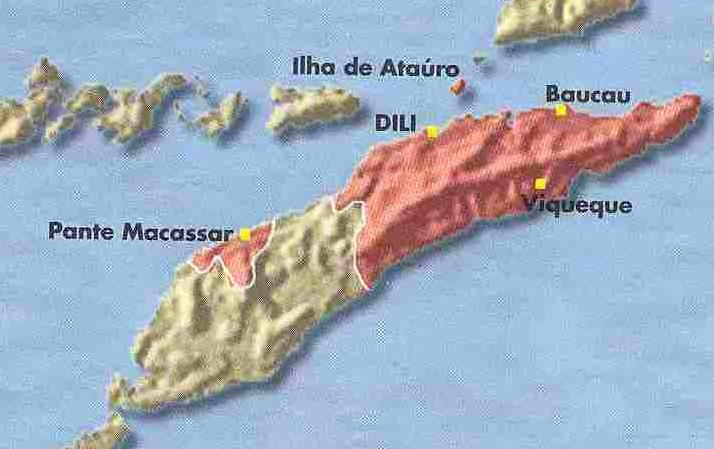 Ilha de Ataúro
Baucau
DILI
Viqueque
Pante Macassar